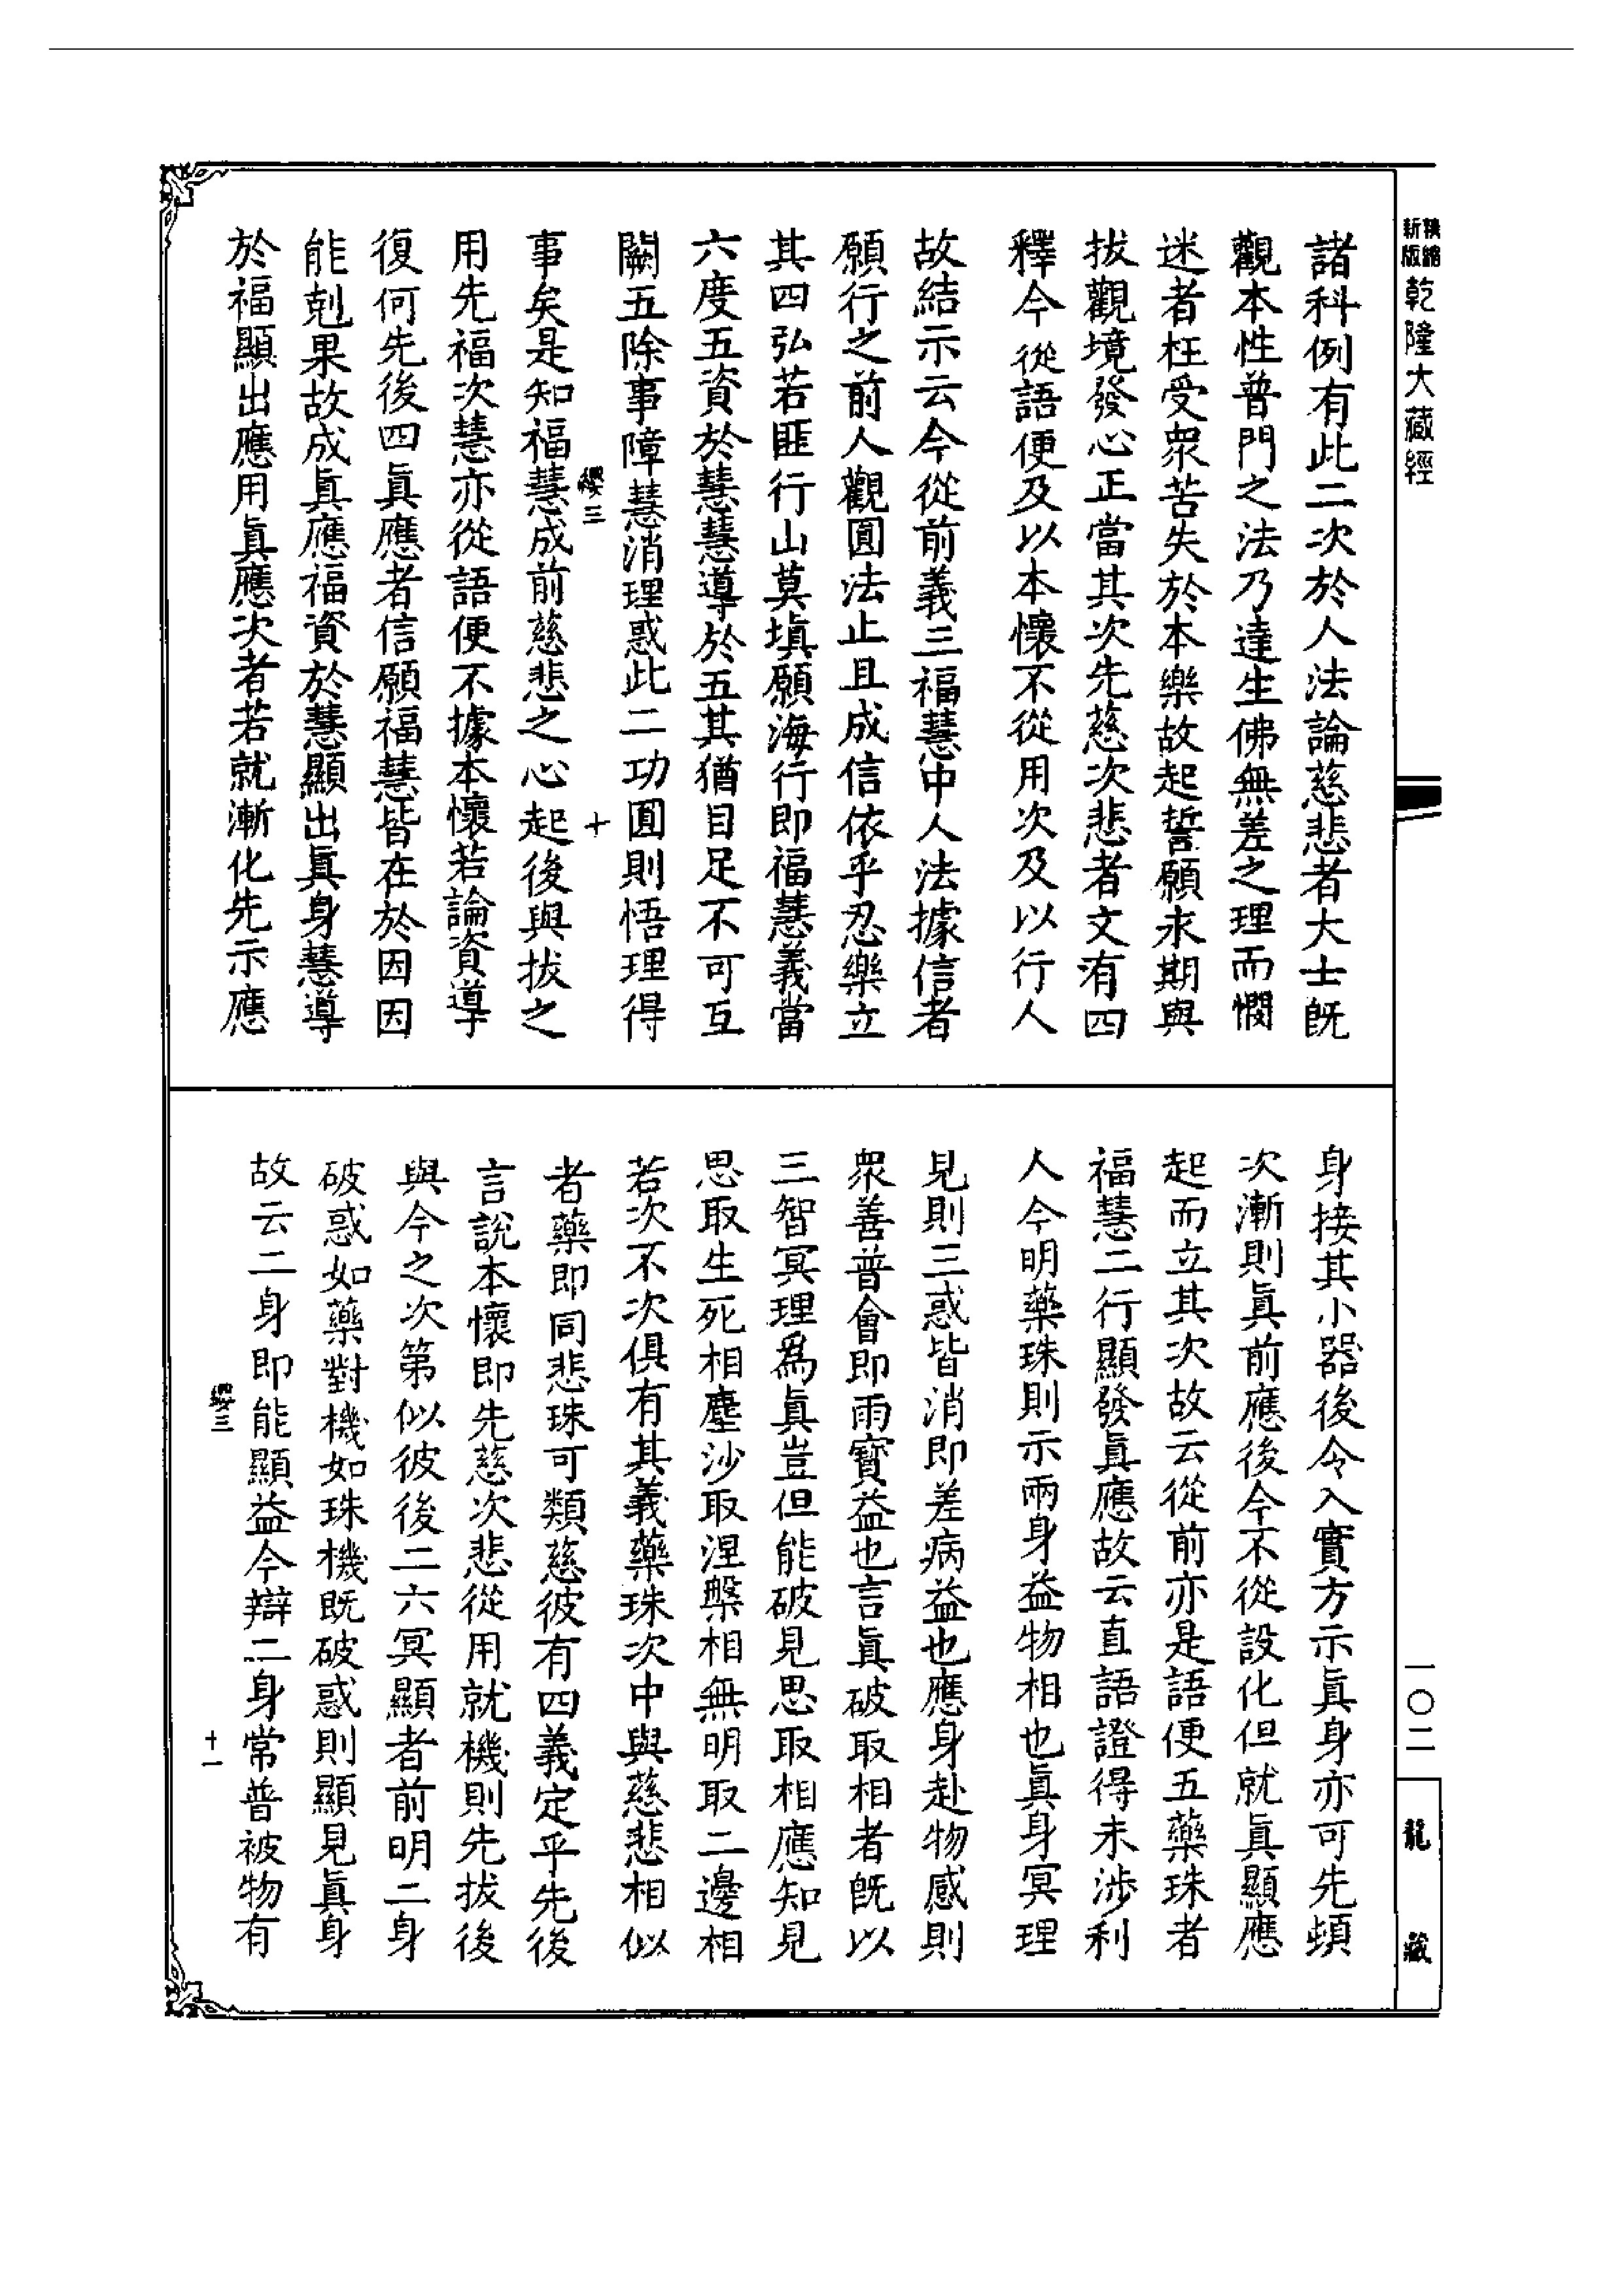 新版精縮乾隆大藏經
諸科例有此二次於人法論慈悲者大士既
觀本性普門之法乃達生佛無差之理而憫
迷者枉受衆苦失於本樂故起誓願永期與
拔觀境發心正當其次先慈次悲者文有四
釋今從語便及以本懷不從用次及以行人
故結示云今從前義三福慧中人法據信者
願行之前人觀圓法止且成信依乎忍樂立
其四弘若匪行山莫塡願海行即福慧義當
六度五資於慧慧導於五其猶目足不可互
闕五除事障慧消理惑此二功圓則悟理得
纓三
十
事矣是知福慧成前慈悲之心起後與拔之
用先福次慧亦從語便不據本懷若論資導
復何先後四眞應者信願福慧皆在於因因
能剋果故成眞應福資於慧顯出眞身慧導
於福顯出應用眞應次者若就漸化先示應
身接其小器後令入實方示眞身亦可先頓
次漸則眞前應後今不從設化但就眞顯應
起而立其次故云從前亦是語便五藥珠者
福慧二行顯發眞應故云直語證得未涉利
人今明藥珠則示兩身益物相也眞身冥理
見則三惑皆消即差病益也應身赴物感則
衆善普會即雨寶益也言眞破取相者既以
三智冥理爲眞豈但能破見思取相應知見
思取生死相塵沙取涅槃相無明取二邊相
若次不次俱有其義藥珠次中與慈悲相似
者藥即同悲珠可類慈彼有四義定乎先後
言説本懷即先慈次悲從用就機則先拔後
與今之次第似彼後二六冥顯者前明二身
破惑如藥對機如珠機既破惑則顯見眞身
故云二身即能顯益今辯二身常普被物有
纓三
十一
一〇二
龍藏